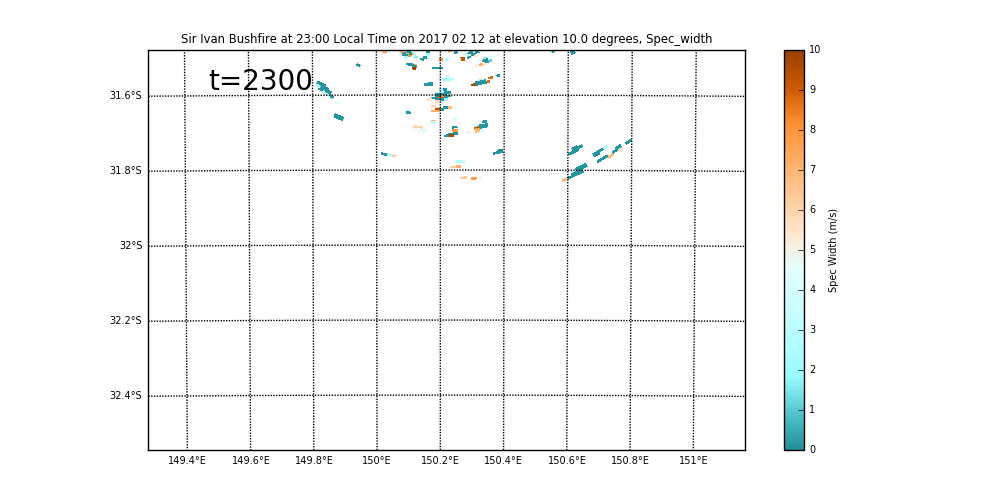 Sir Ivan Bushfire at 23:00 Local Time on 2017 02 12 at elevation 10.0 degrees, Spec_width
t=2300
31.6°S
31.8°S
32°S
32.2°S
32.4°S
149.4°E 149.6°E 149.8°E 150°E 150.2°E 150.4°E 150.6°E 150.8°E 151°E
10
9
8
7
6
5
4
3
2
1
0
Spec Width (m/s)